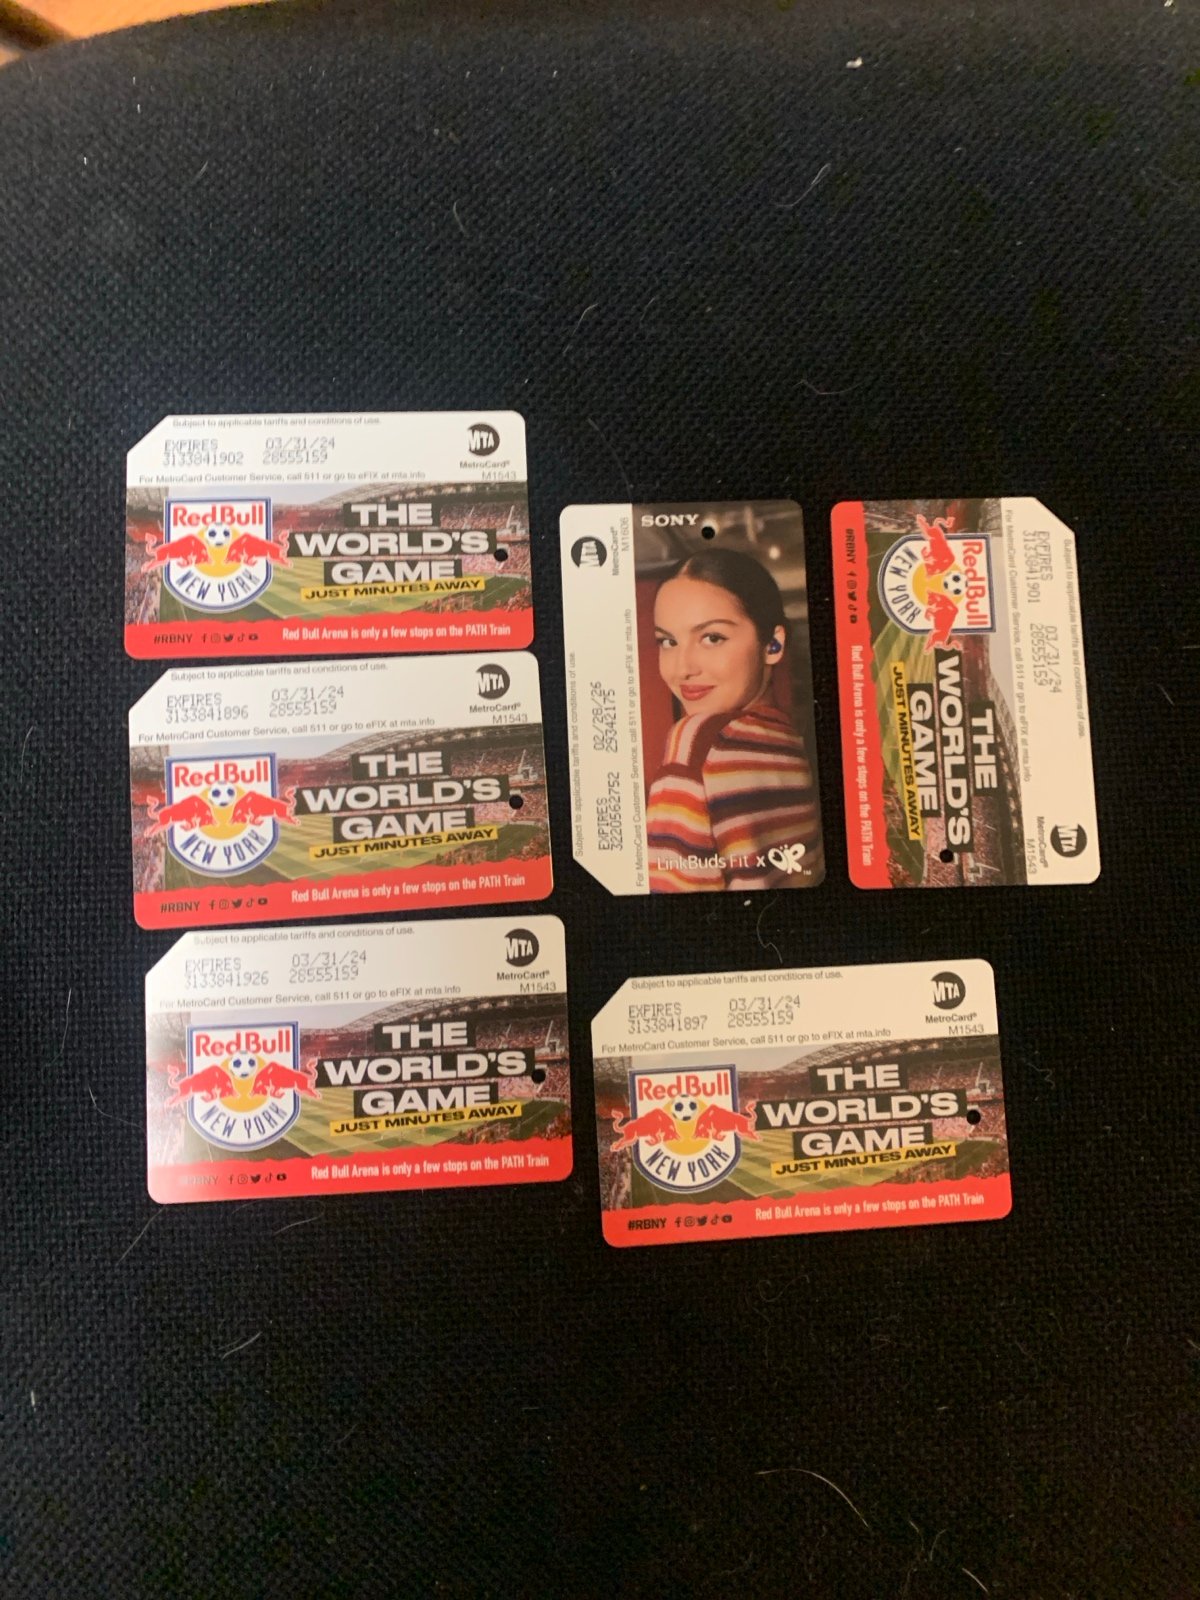 Subject to applicable tariffs and conditions of use.
EXPIRES 03/31/24
3133841902 28555159
MTA
MetroCard®
For MetroCard Customer Service, call 511 or go to eFIX at mta.info M1543
Red Bull
NEW YORK
THE
WORLD'S
GAME
JUST MINUTES AWAY
#RBNY
Red Bull Arena is only a few stops on the PATH Train
Subject to applicable tariffs and conditions of use.
EXPIRES 03/31/24
3133841896 28555159
MTA
MetroCard®
For MetroCard Customer Service, call 511 or go to eFIX at mta.info M1543
Red Bull
NEW YORK
THE
WORLD'S
GAME
JUST MINUTES AWAY
#RBNY
Red Bull Arena is only a few stops on the PATH Train
Subject to applicable tariffs and conditions of use.
EXPIRES 03/31/24
3133841926 28555159
MTA
MetroCard®
For MetroCard Customer Service, call 511 or go to eFIX at mta.info M1543
Red Bull
NEW YORK
THE
WORLD'S
GAME
JUST MINUTES AWAY
#RBNY
Red Bull Arena is only a few stops on the PATH Train
Subject to applicable tariffs and conditions of use.
EXPIRES 02/28/26
3220562752 29342175
MTA
MetroCard®
For MetroCard Customer Service, call 511 or go to eFIX at mta.info M1606
SONY
LinkBuds Fit x OR™
Subject to applicable tariffs and conditions of use.
EXPIRES 03/31/24
3133841901 28555159
MTA
MetroCard®
For MetroCard Customer Service, call 511 or go to eFIX at mta.info M1543
Red Bull
NEW YORK
THE
WORLD'S
GAME
JUST MINUTES AWAY
#RBNY
Red Bull Arena is only a few stops on the PATH Train
Subject to applicable tariffs and conditions of use.
EXPIRES 03/31/24
3133841897 28555159
MTA
MetroCard®
For MetroCard Customer Service, call 511 or go to eFIX at mta.info M1543
Red Bull
NEW YORK
THE
WORLD'S
GAME
JUST MINUTES AWAY
#RBNY
Red Bull Arena is only a few stops on the PATH Train